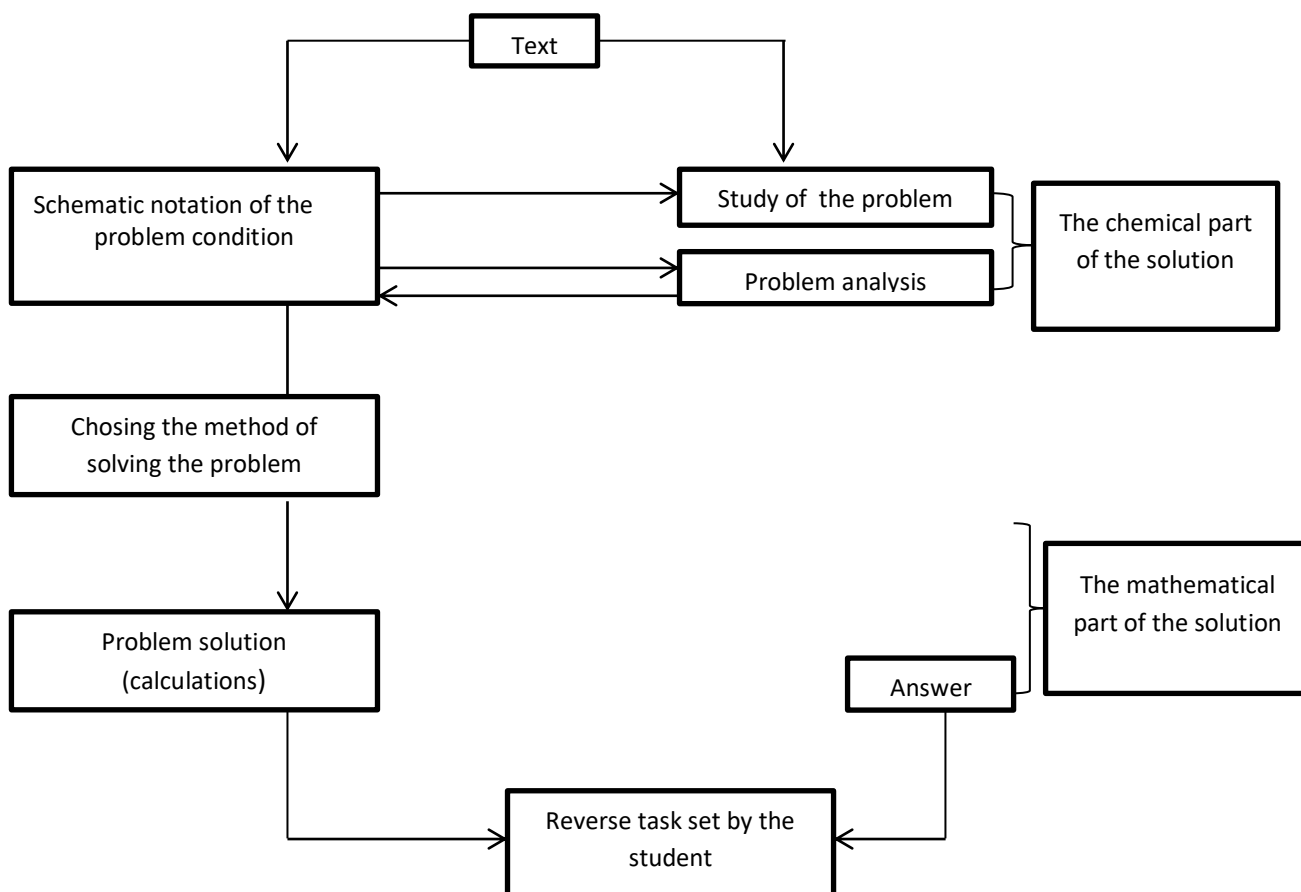 Text
Schematic notation of the
problem condition
Study of the problem
Problem analysis
The chemical part
of the solution
Chosing the method of
solving the problem
The mathematical
part of the solution
Problem solution
(calculations)
Answer
Reverse task set by the
student